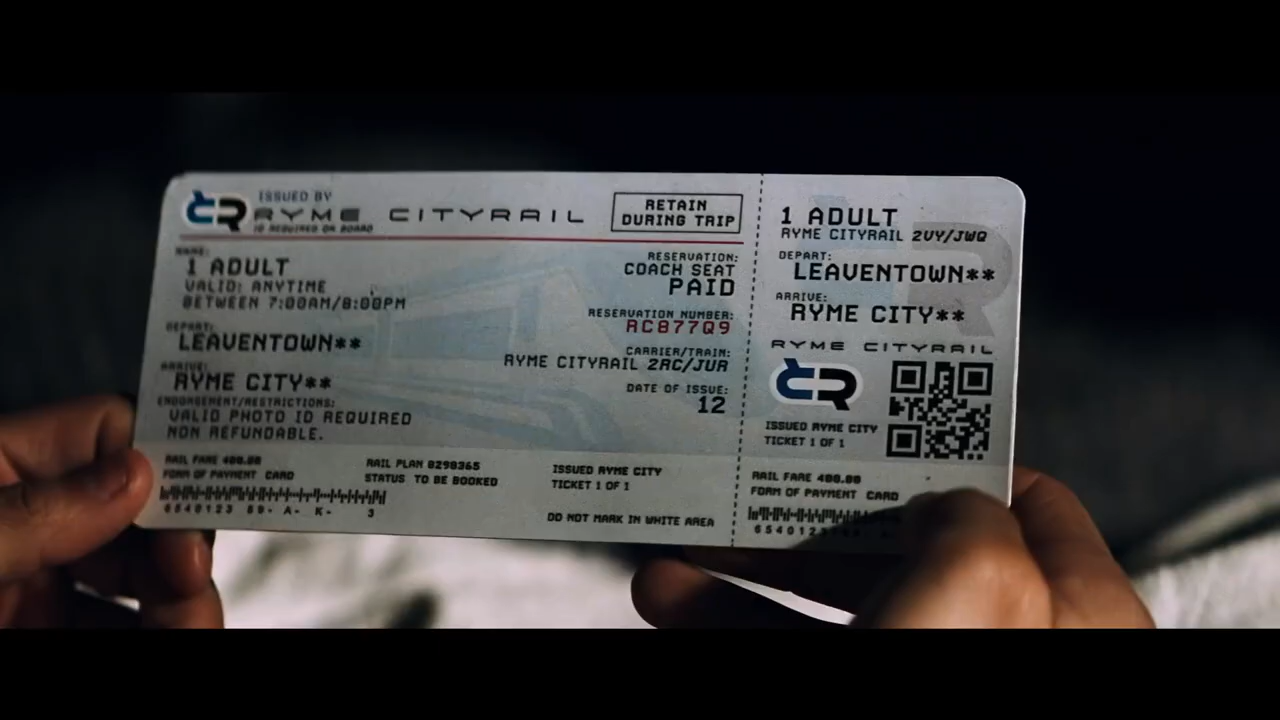 ISSUED BY
RYME CITYRAIL
ID REQUIRED ON BOARD
RETAIN
DURING TRIP
NAME:
1 ADULT
VALID: ANYTIME
BETWEEN 7:00AM/8:00PM
DEPART:
LEAVENTOWN**
ARRIVE:
RYME CITY**
ENDORSEMENT/RESTRICTIONS:
VALID PHOTO ID REQUIRED
NON REFUNDABLE.
RESERVATION:
COACH SEAT
PAID
RESERVATION NUMBER:
RC877Q9
CARRIER/TRAIN:
RYME CITYRAIL 2RC/JUR
DATE OF ISSUE:
12
RAIL FARE 400.00
FORM OF PAYMENT CARD
6540123 89- A- K- 3
RAIL PLAN 8298365
STATUS TO BE BOOKED
ISSUED RYME CITY
TICKET 1 OF 1
DO NOT MARK IN WHITE AREA
1 ADULT
RYME CITYRAIL 2VY/JWQ
DEPART:
LEAVENTOWN**
ARRIVE:
RYME CITY**
RYME CITYRAIL
CR
ISSUED RYME CITY
TICKET 1 OF 1
RAIL FARE 400.00
FORM OF PAYMENT CARD